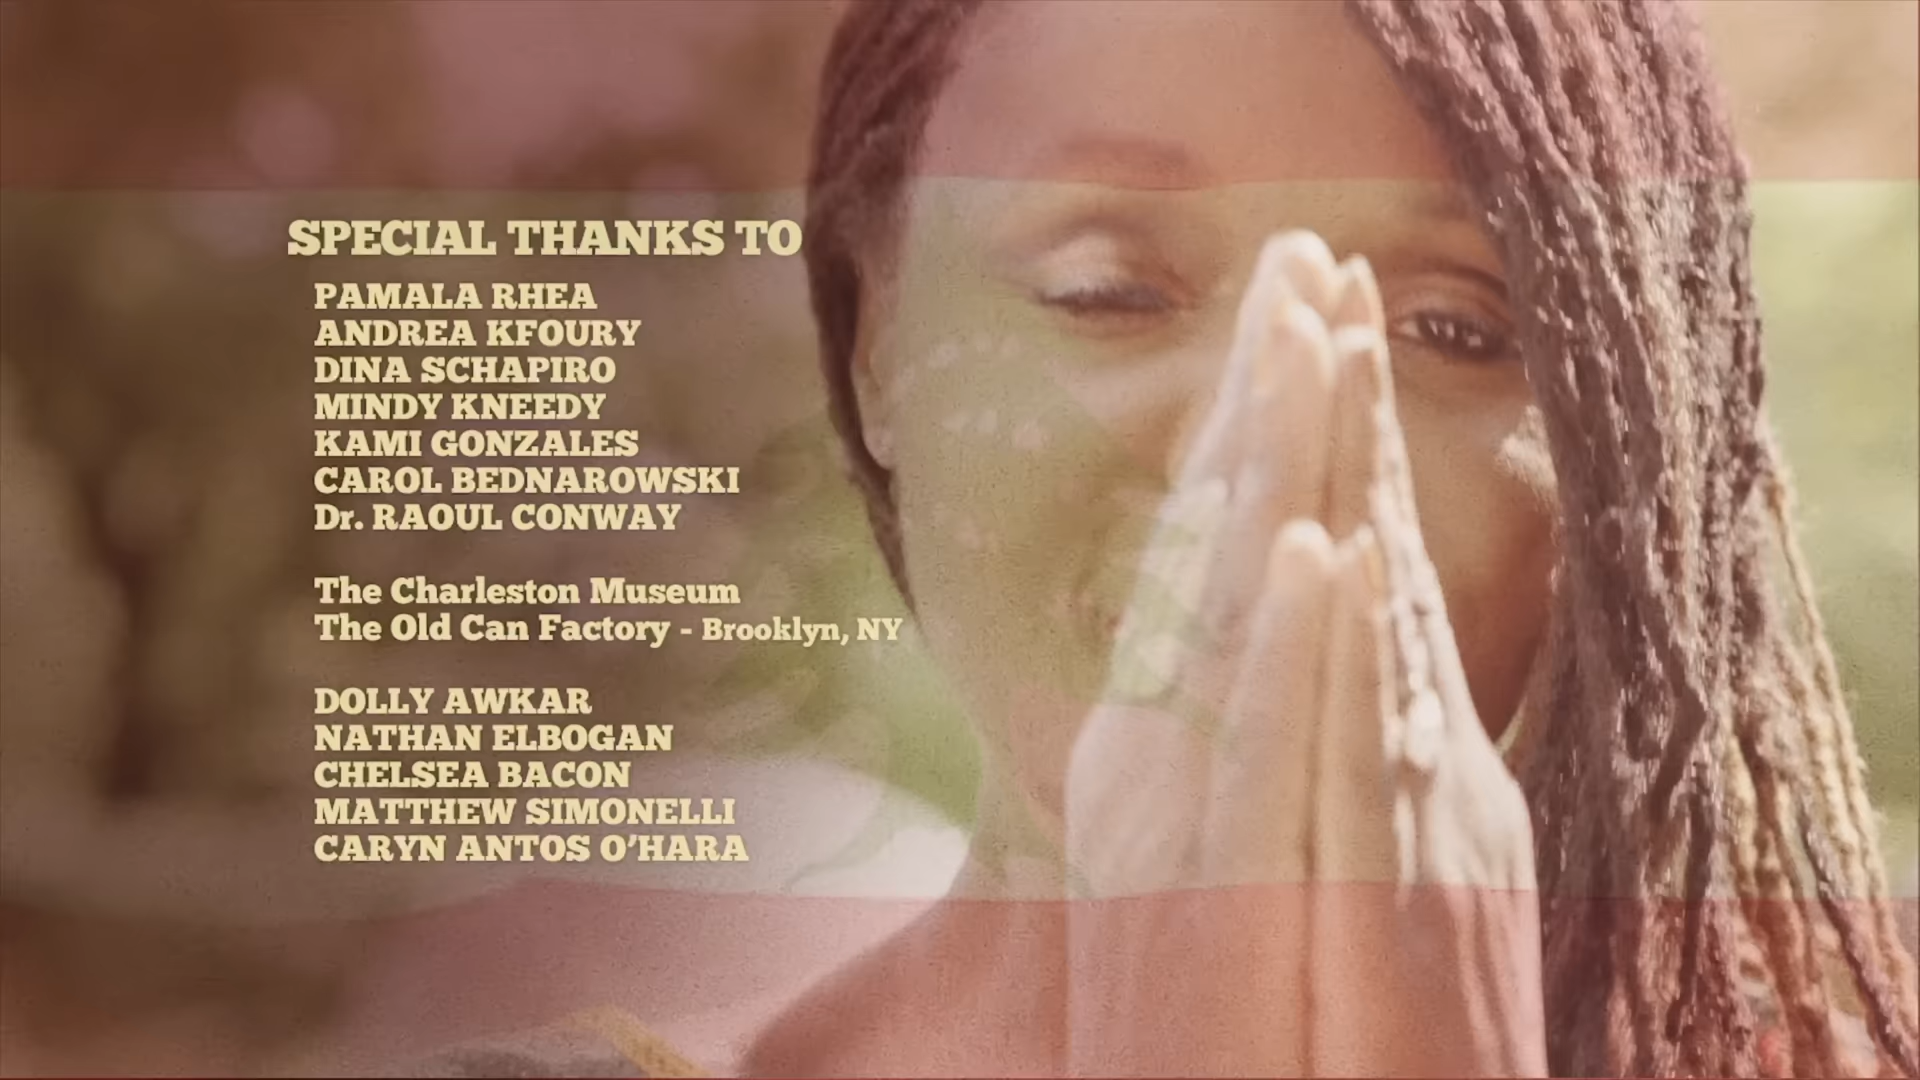 SPECIAL THANKS TO
PAMALA RHEA
ANDREA KFOURY
DINA SCHAPIRO
MINDY KNEEDY
KAMI GONZALES
CAROL BEDNAROWSKI
Dr. RAOUL CONWAY
The Charleston Museum
The Old Can Factory - Brooklyn, NY
DOLLY AWKAR
NATHAN ELBOGAN
CHELSEA BACON
MATTHEW SIMONELLI
CARYN ANTOS O'HARA